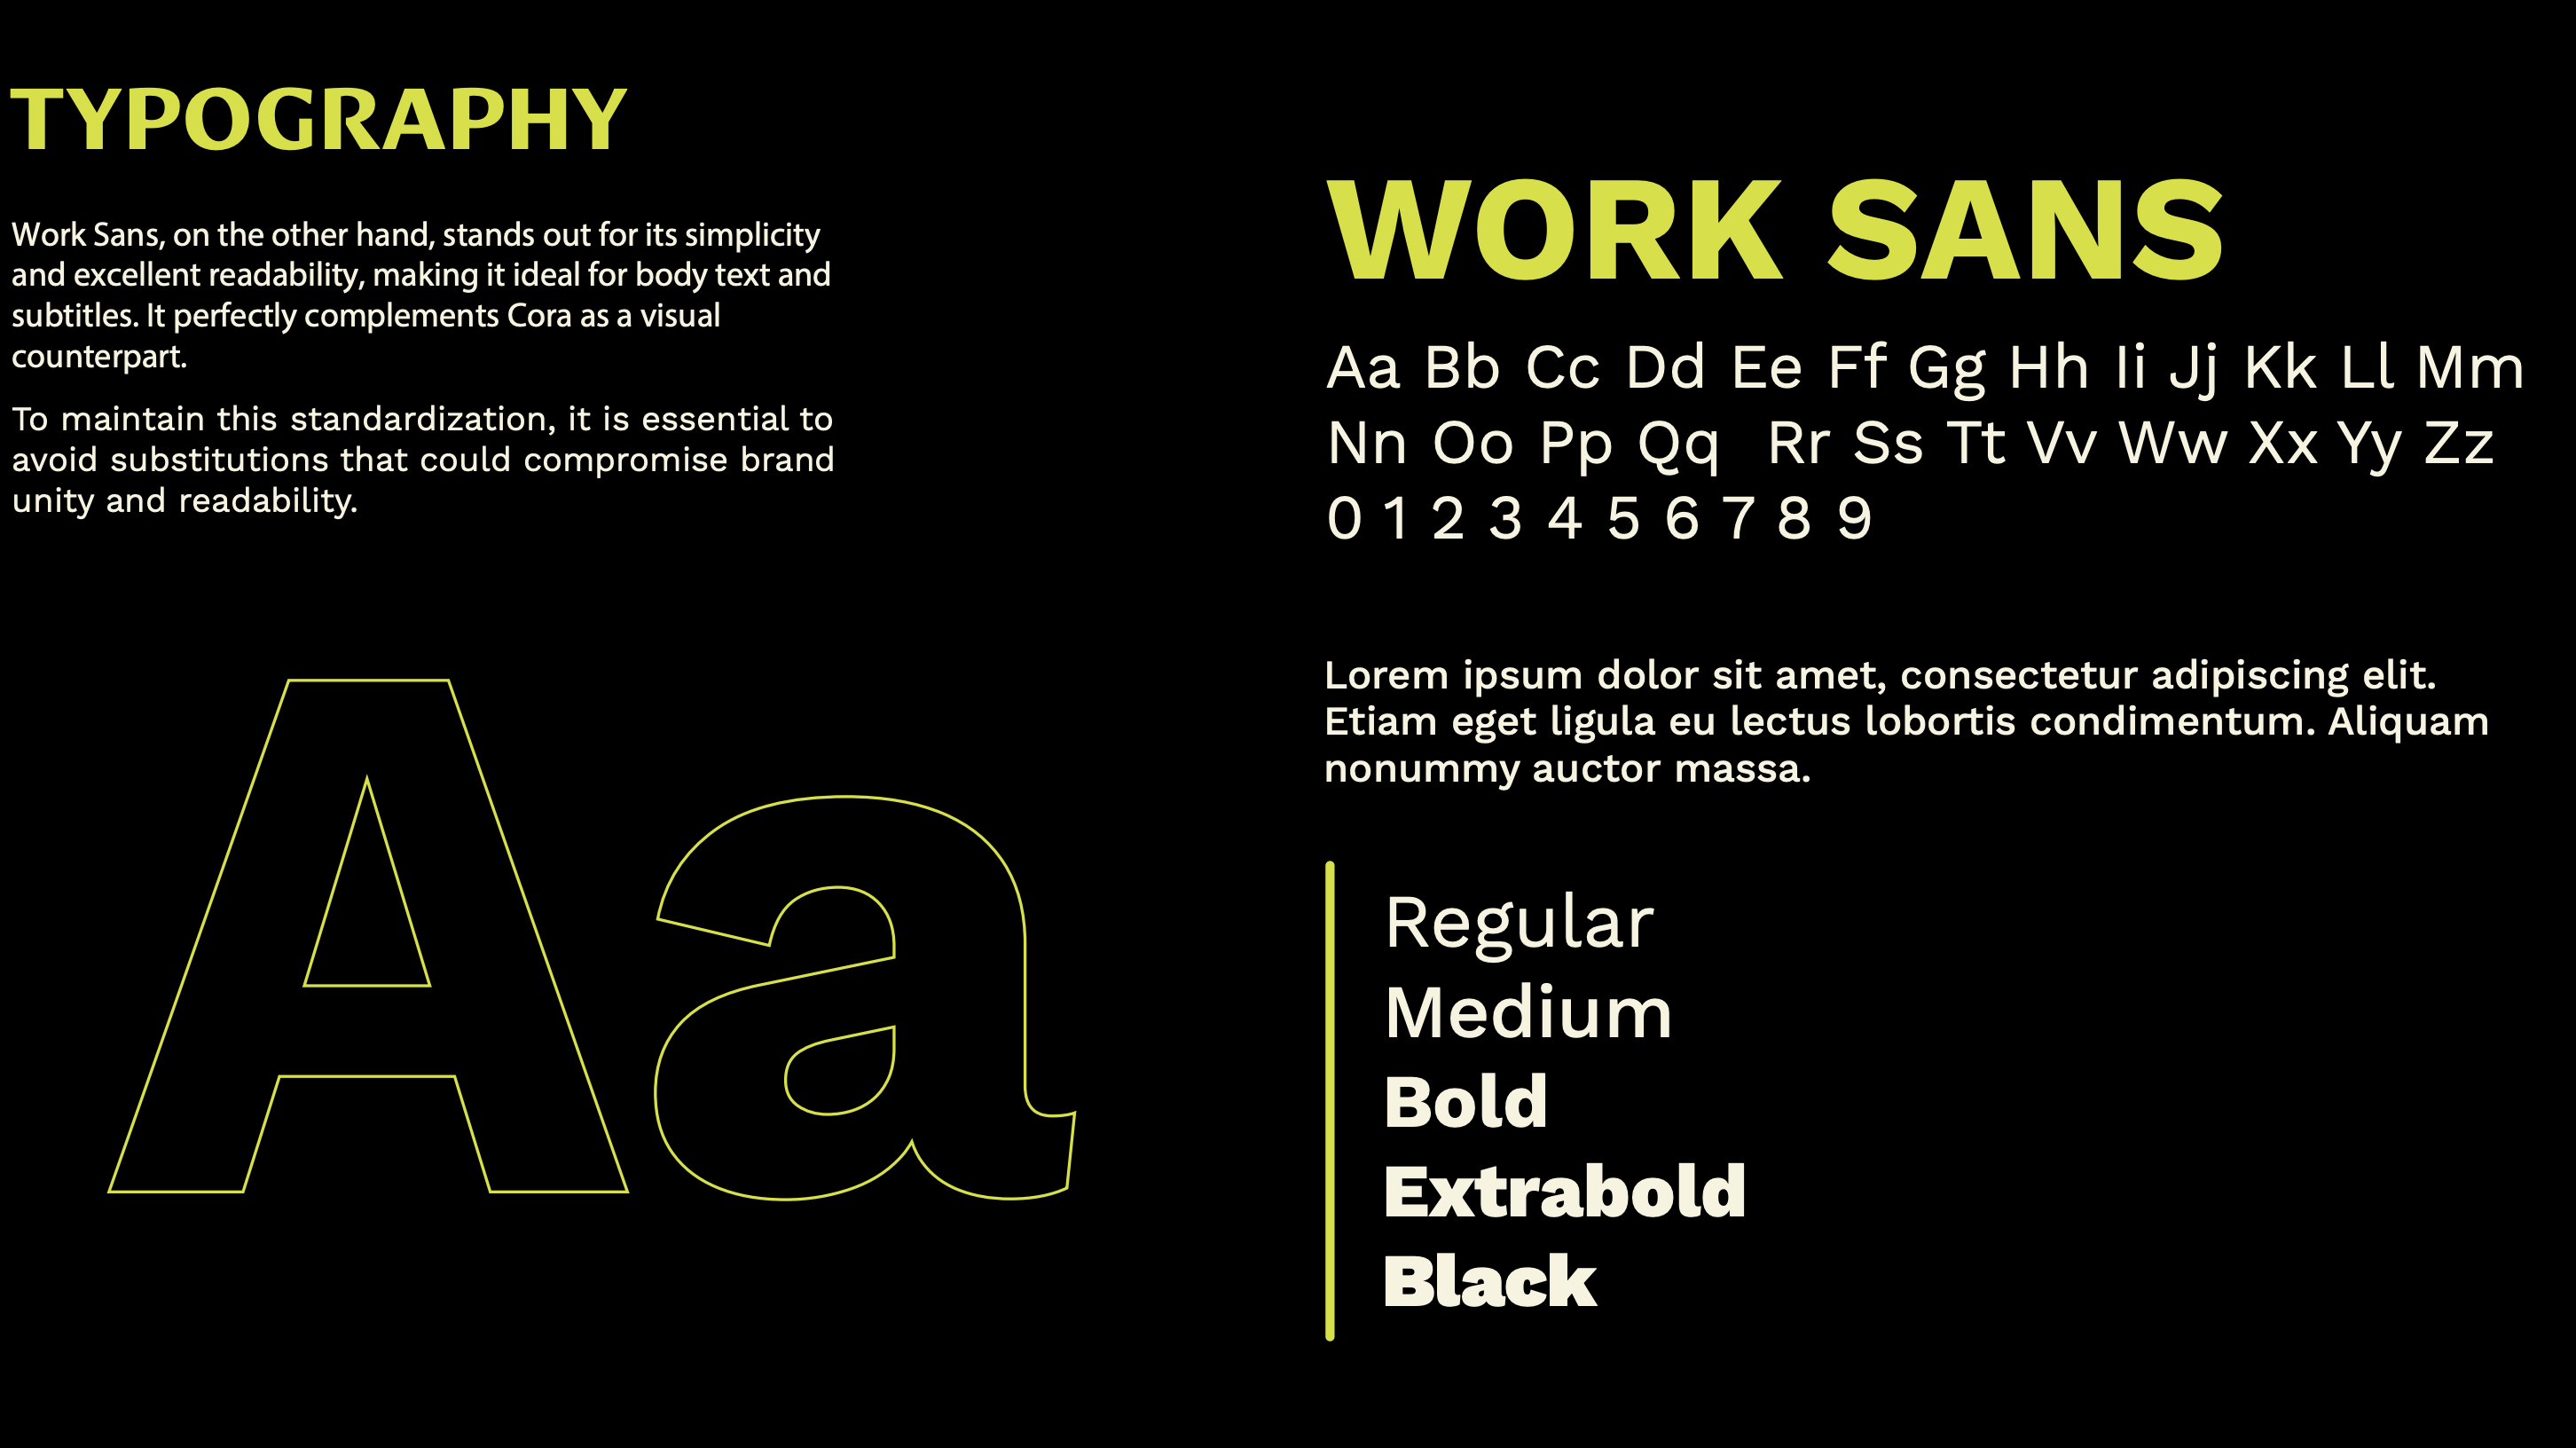 TYPOGRAPHY
Work Sans, on the other hand, stands out for its simplicity
and excellent readability, making it ideal for body text and
subtitles. It perfectly complements Cora as a visual
counterpart.
To maintain this standardization, it is essential to
avoid substitutions that could compromise brand
unity and readability.
Aa
WORK SANS
Aa Bb Cc Dd Ee Ff Gg Hh Ii Jj Kk Ll Mm
Nn Oo Pp Qq Rr Ss Tt Vv Ww Xx Yy Zz
0 1 2 3 4 5 6 7 8 9
Lorem ipsum dolor sit amet, consectetur adipiscing elit.
Etiam eget ligula eu lectus lobortis condimentum. Aliquam
nonummy auctor massa.
Regular
Medium
Bold
Extrabold
Black